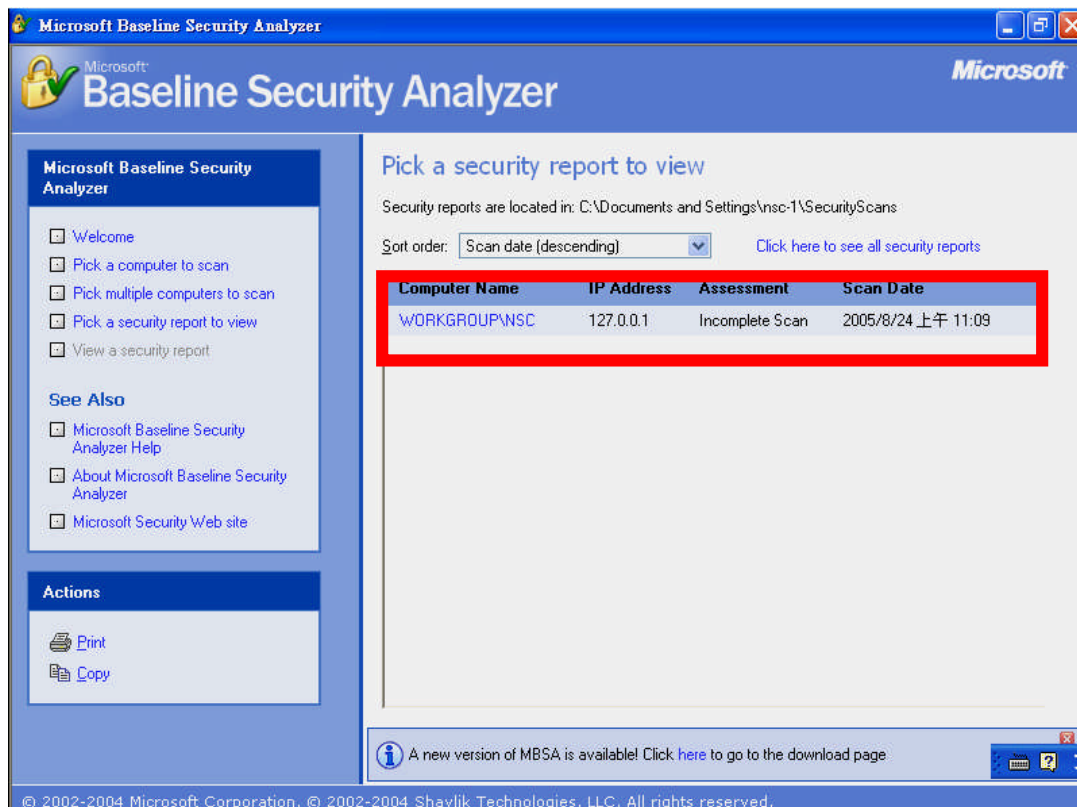 Microsoft Baseline Security Analyzer
Microsoft
Baseline Security Analyzer
Microsoft
Microsoft Baseline Security
Analyzer
Welcome
Pick a computer to scan
Pick multiple computers to scan
Pick a security report to view
View a security report
See Also
Microsoft Baseline Security
Analyzer Help
About Microsoft Baseline Security
Analyzer
Microsoft Security Web site
Actions
Print
Copy
Pick a security report to view
Security reports are located in: C:\Documents and Settings\nsc-1\SecurityScans
Sort order: Scan date (descending) Click here to see all security reports
Computer Name IP Address Assessment Scan Date
WORKGROUP\NSC 127.0.0.1 Incomplete Scan 2005/8/24 上午 11:09
A new version of MBSA is available! Click here to go to the download page
© 2002-2004 Microsoft Corporation, © 2002-2004 Shavlik Technologies, LLC. All rights reserved.